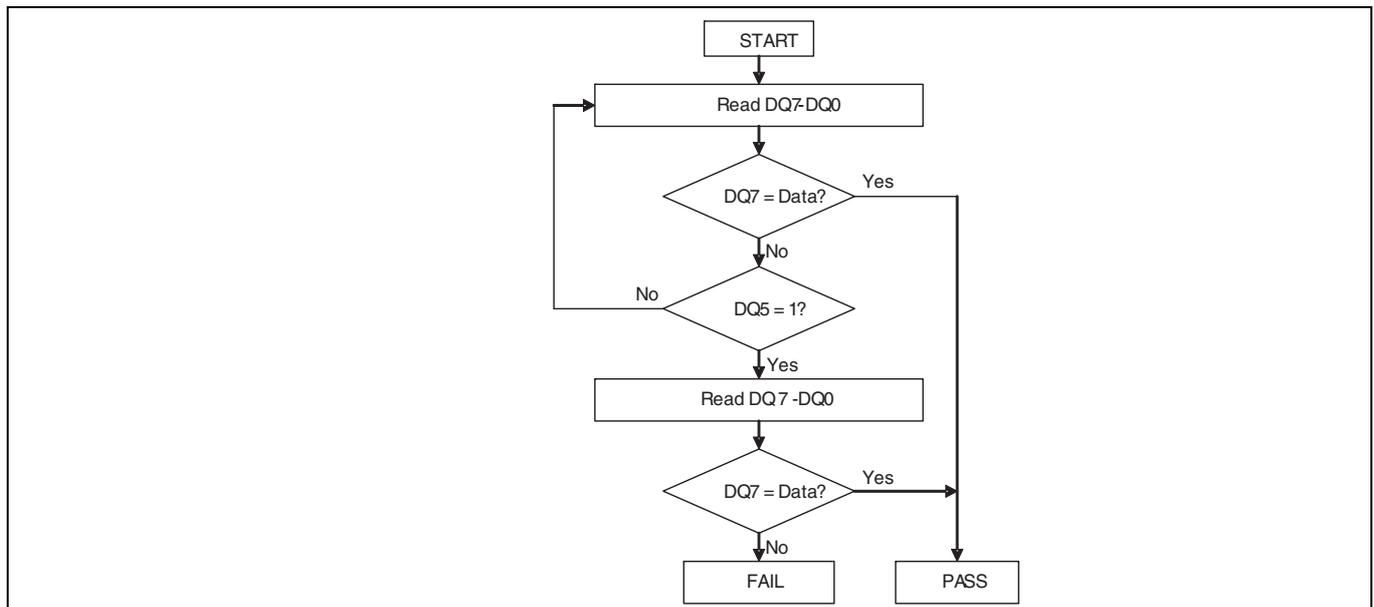 START
Read DQ7-DQ0
DQ7 = Data?
Yes
No
DQ5 = 1?
No
Yes
Read DQ 7 -DQ0
DQ7 = Data?
Yes
No
FAIL
PASS